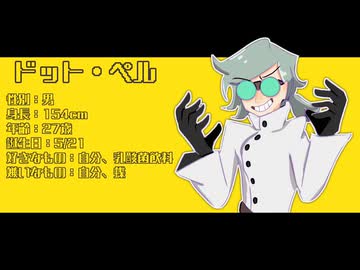 ドット・ペル
性別：男
身長：154cm
年齢：27歳
誕生日：5/21
好きなもの：自分、乳酸菌飲料
嫌いなもの：自分、銭